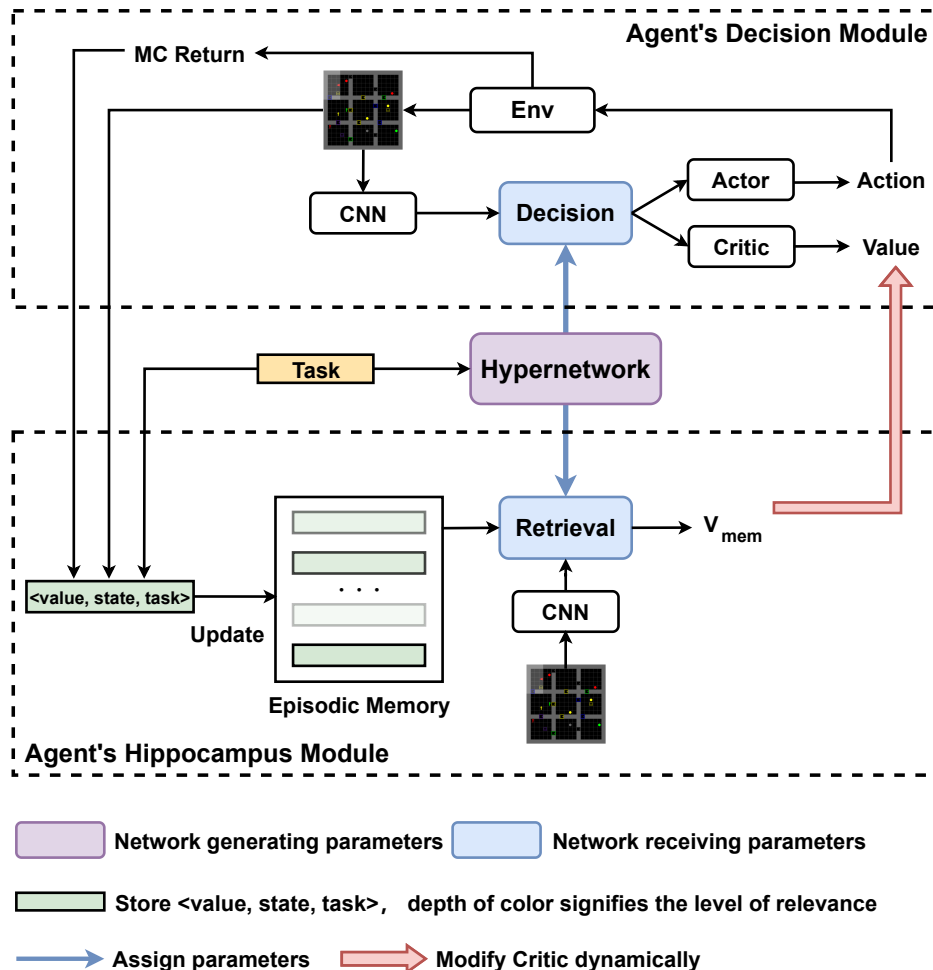 Agent's Decision Module
MC Return
Env
CNN
Decision
Actor
Action
Critic
Value
Task
Hypernetwork
<value, state, task>
Update
Episodic Memory
Retrieval
V_mem
CNN
Agent's Hippocampus Module
Network generating parameters
Network receiving parameters
Store <value, state, task>, depth of color signifies the level of relevance
Assign parameters
Modify Critic dynamically